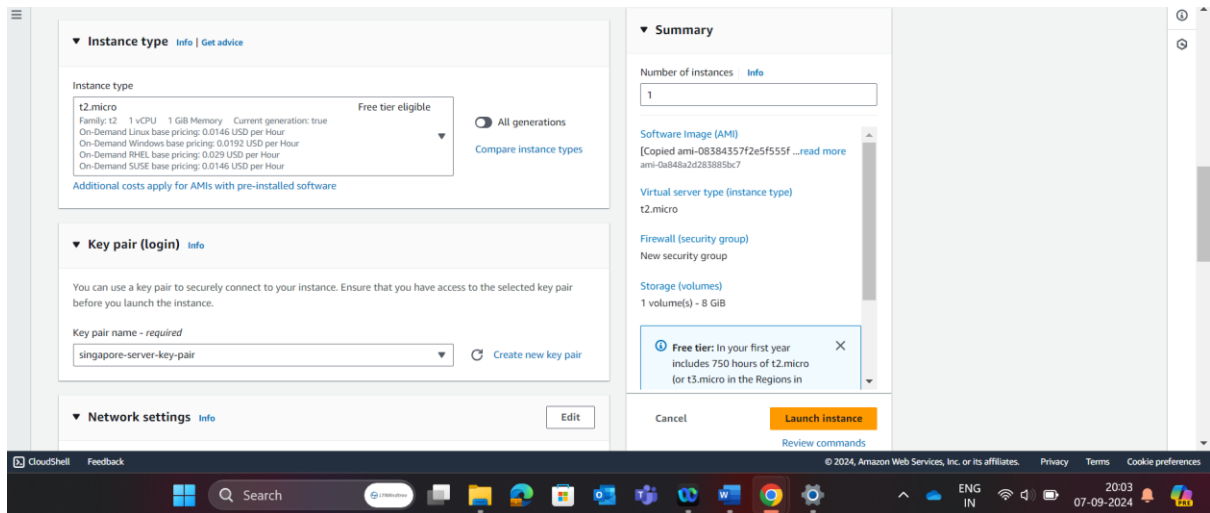 Instance type Info | Get advice
Instance type
t2.micro Free tier eligible
Family: t2 1 vCPU 1 GiB Memory Current generation: true
On-Demand Linux base pricing: 0.0146 USD per Hour
On-Demand Windows base pricing: 0.0192 USD per Hour
On-Demand RHEL base pricing: 0.029 USD per Hour
On-Demand SUSE base pricing: 0.0146 USD per Hour
All generations
Compare instance types
Additional costs apply for AMIs with pre-installed software
Key pair (login) Info
You can use a key pair to securely connect to your instance. Ensure that you have access to the selected key pair
before you launch the instance.
Key pair name - required
singapore-server-key-pair
Create new key pair
Network settings Info
Edit
Summary
Number of instances Info
1
Software Image (AMI)
[Copied ami-08384357f2e5f555f ...read more
ami-0a848a2d283885bc7
Virtual server type (instance type)
t2.micro
Firewall (security group)
New security group
Storage (volumes)
1 volume(s) - 8 GiB
Free tier: In your first year
includes 750 hours of t2.micro
(or t3.micro in the Regions in
Cancel
Launch instance
Review commands
CloudShell Feedback
© 2024, Amazon Web Services, Inc. or its affiliates. Privacy Terms Cookie preferences
Search
ENG
IN
20:03
07-09-2024
PRE